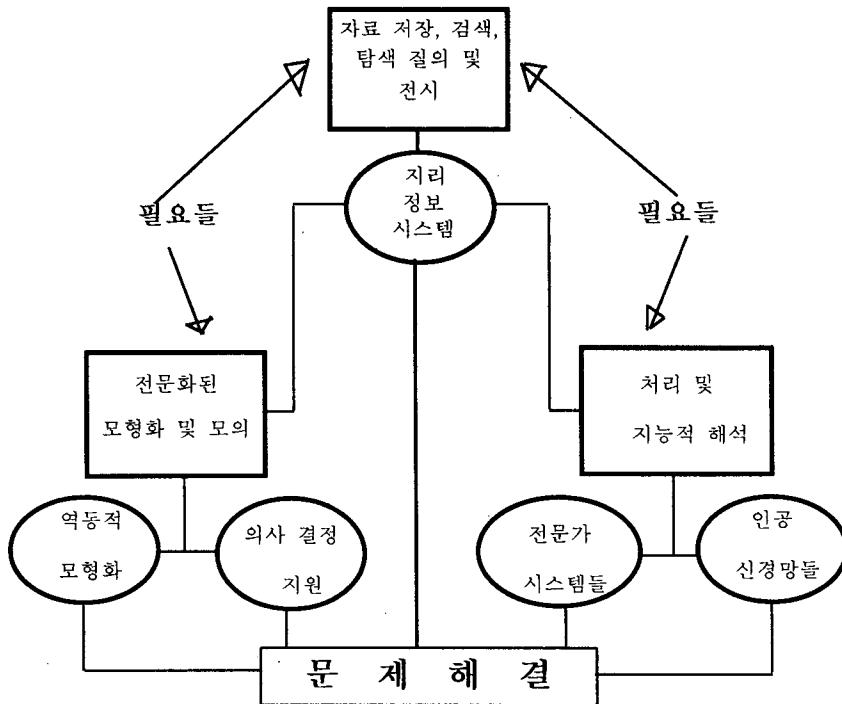 자료 저장, 검색,
탐색 질의 및
전시
지리
정보
시스템
필요들
필요들
전문화된
모형화 및 모의
처리 및
지능적 해석
역동적
모형화
의사 결정
지원
전문가
시스템들
인공
신경망들
문 제 해 결